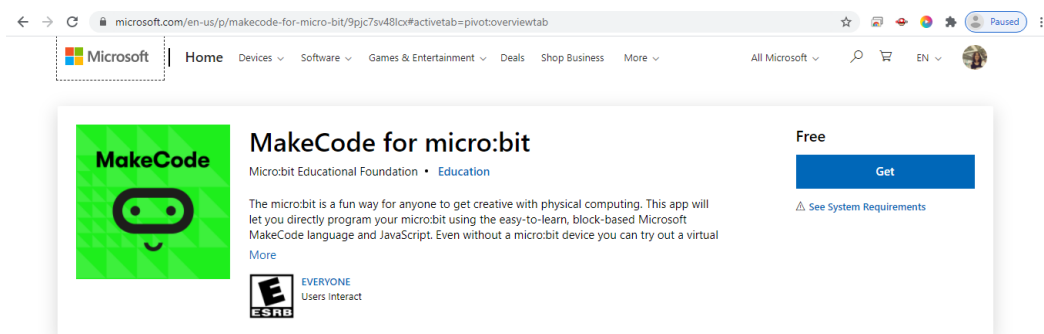 microsoft.com/en-us/p/makecode-for-micro-bit/9pjc7sv48lcx#activetab=pivot:overviewtab
Paused
Microsoft Home Devices Software Games & Entertainment Deals Shop Business More All Microsoft EN
MakeCode
MakeCode for micro:bit
Micro:bit Educational Foundation • Education
The micro:bit is a fun way for anyone to get creative with physical computing. This app will
let you directly program your micro:bit using the easy-to-learn, block-based Microsoft
MakeCode language and JavaScript. Even without a micro:bit device you can try out a virtual
More
E
ESRB
EVERYONE
Users Interact
Free
Get
See System Requirements